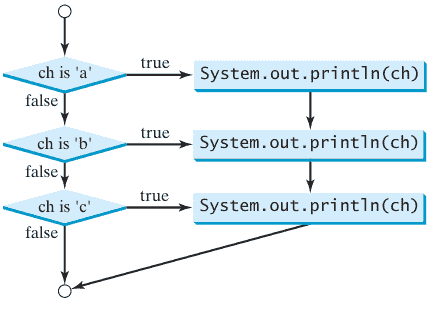 true
ch is 'a' System.out.println(ch)
false
true
ch is 'b' System.out.println(ch)
false
true
ch is 'c' System.out.println(ch)
false